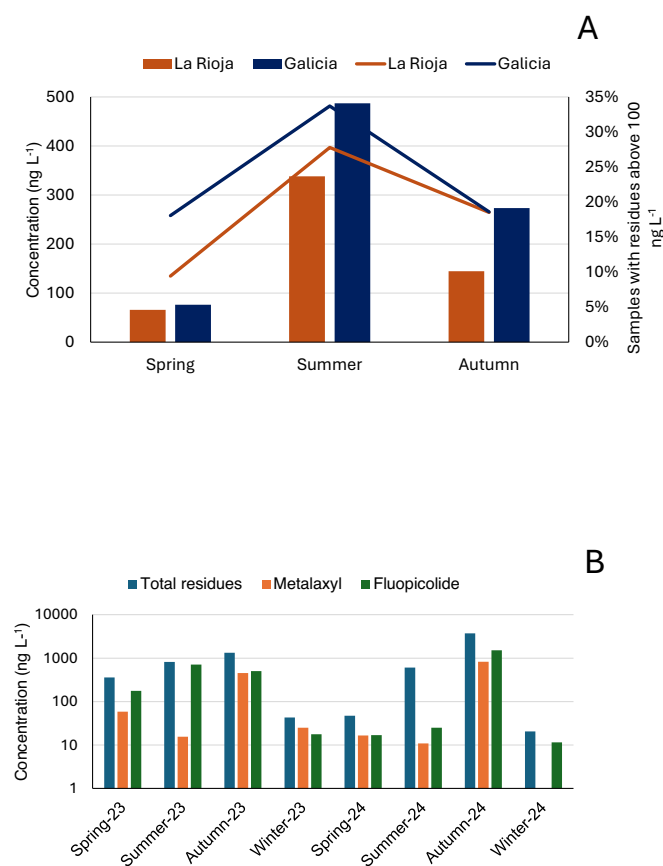 A
La Rioja Galicia La Rioja Galicia
500
400
300
200
100
0
Concentration (ng L-1)
35%
30%
25%
20%
15%
10%
5%
0%
Samples with residues above 100
ng L-1
Spring Summer Autumn
B
Total residues Metalaxyl Fluopicolide
10000
1000
100
10
1
Concentration (ng L-1)
Spring-23 Summer-23 Autumn-23 Winter-23 Spring-24 Summer-24 Autumn-24 Winter-24